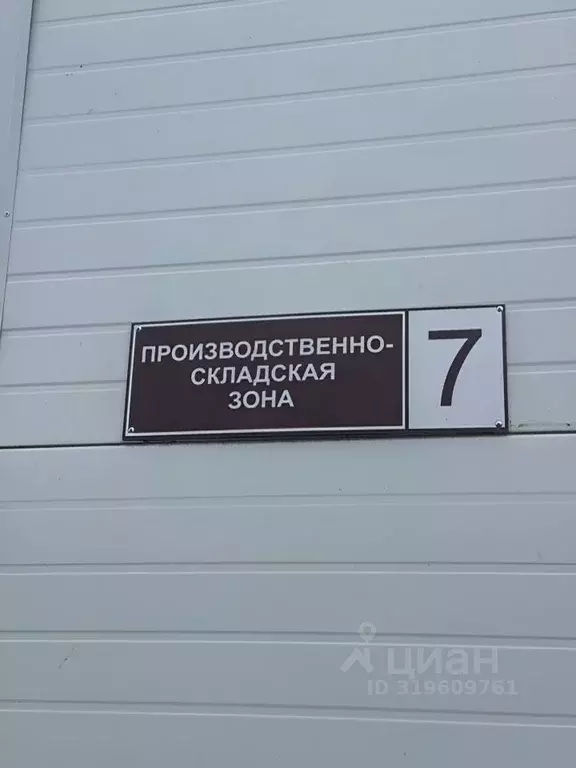 ПРОИЗВОДСТВЕННО-
СКЛАДСКАЯ
ЗОНА
7
циан
ID 319609761